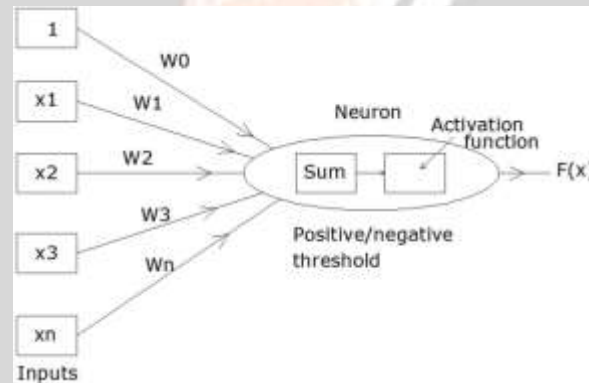 1
W0
x1
W1
Neuron
Activation
function
W2
x2
Sum
F(x)
W3
x3
Positive/negative
threshold
Wn
xn
Inputs